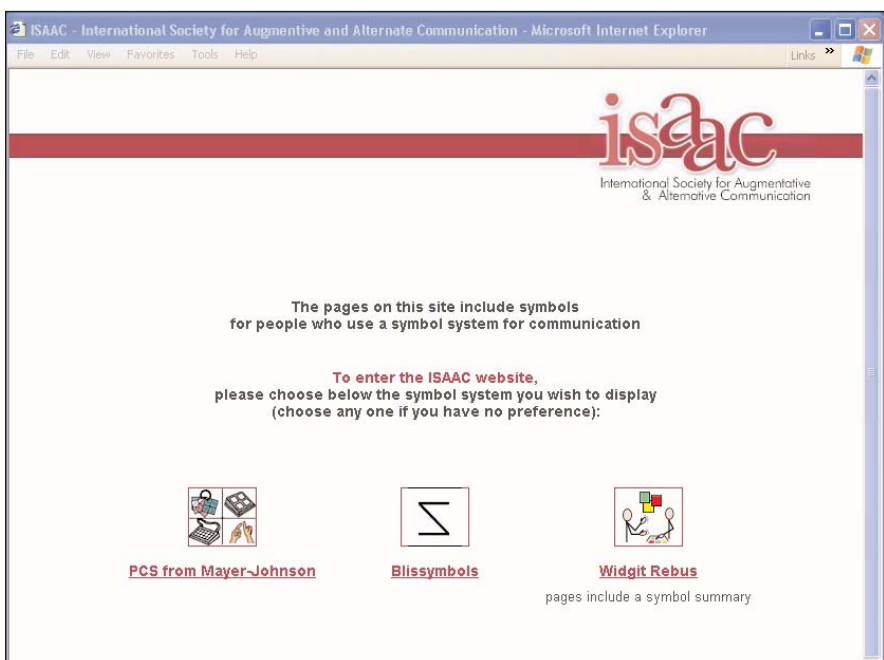 ISAAC - International Society for Augmentive and Alternate Communication - Microsoft Internet Explorer
File Edit View Favorites Tools Help
Links »
isaac
International Society for Augmentative
& Alternative Communication
The pages on this site include symbols
for people who use a symbol system for communication
To enter the ISAAC website,
please choose below the symbol system you wish to display
(choose any one if you have no preference):
PCS from Mayer-Johnson
Blissymbols
Widgit Rebus
pages include a symbol summary